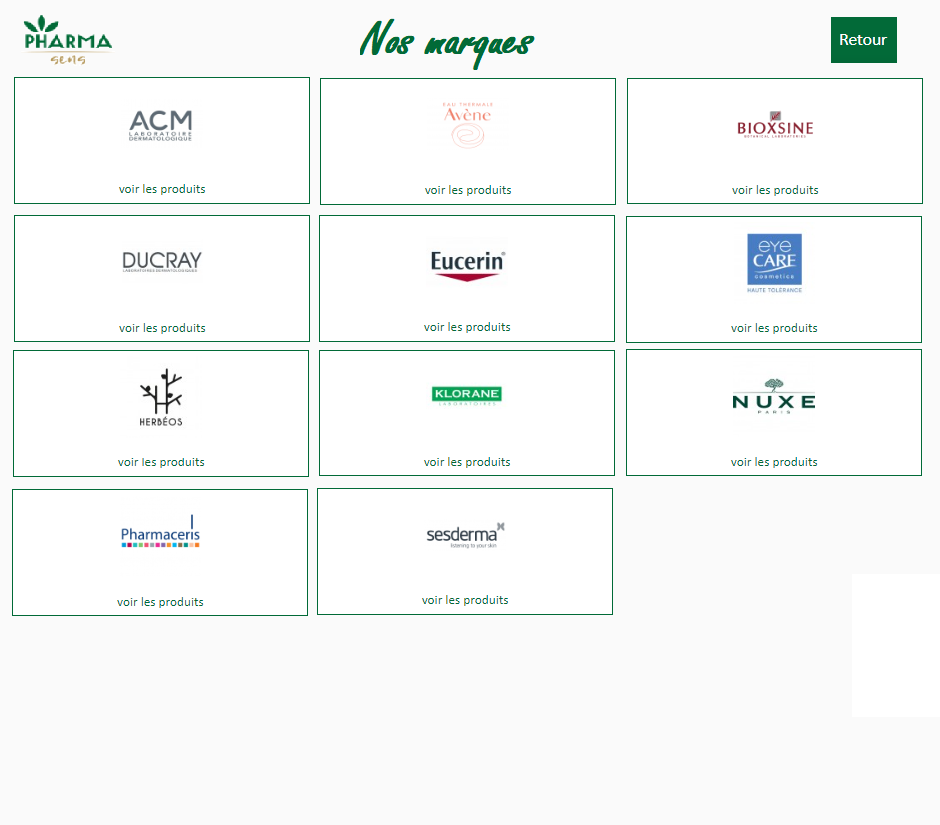 PHARMA
sens
Nos marques
Retour
ACM
LABORATOIRE
DERMATOLOGIQUE
voir les produits
EAU THERMALE
Avène
voir les produits
BIOXSINE
BOTANICAL LABORATORIES
voir les produits
DUCRAY
LABORATOIRES DERMATOLOGIQUES
voir les produits
Eucerin®
voir les produits
eye
CARE
cosmetics
HAUTE TOLERANCE
voir les produits
HERBÉOS
voir les produits
KLORANE
LABORATOIRES
voir les produits
NUXE
PARIS
voir les produits
Pharmaceris
voir les produits
sesderma
listening to your skin
voir les produits